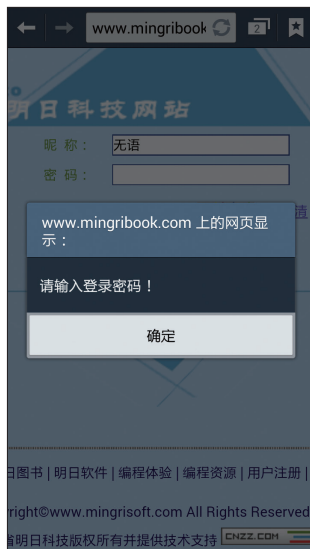 www.mingribook
2
明日科技网站
昵 称：
无语
密 码：
www.mingribook.com 上的网页显
示：
请输入登录密码！
确定
日图书 | 明日软件 | 编程体验 | 编程资源 | 用户注册 |
right©www.mingrisoft.com All Rights Reserved
省明日科技版权所有并提供技术支持 CNZZ.COM